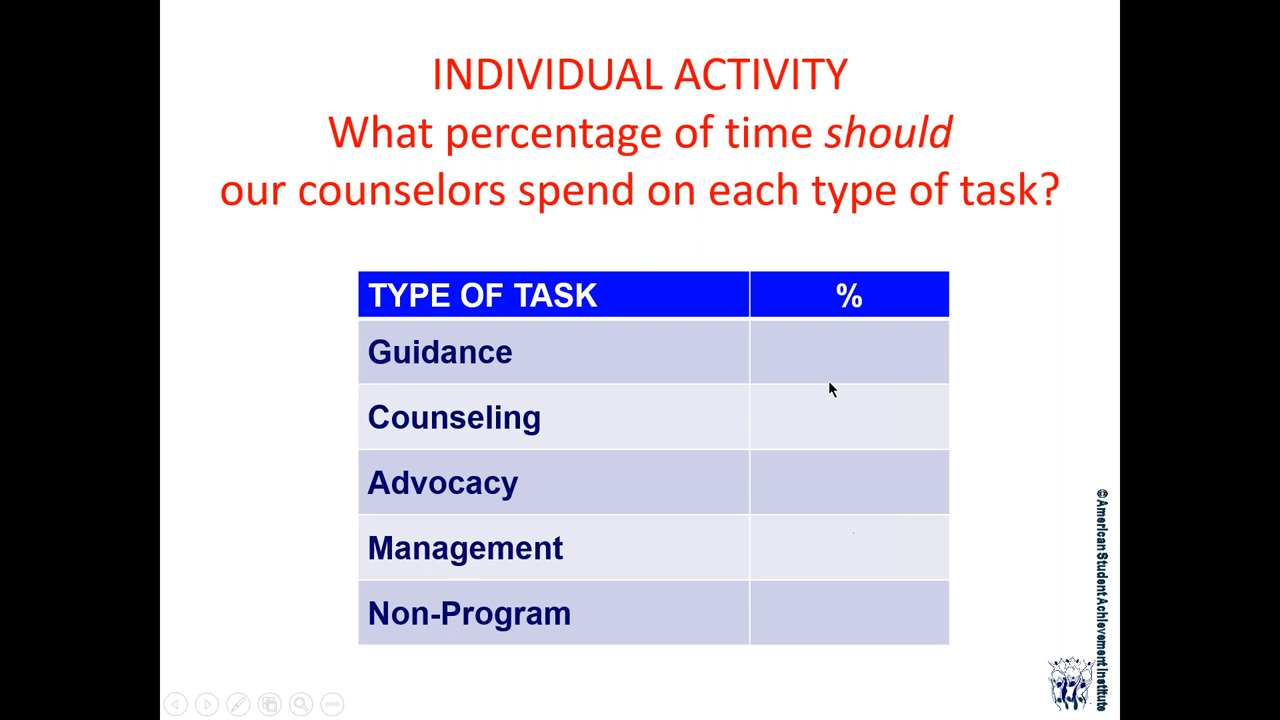 INDIVIDUAL ACTIVITY
What percentage of time should
our counselors spend on each type of task?
TYPE OF TASK %
Guidance
Counseling
Advocacy
Management
Non-Program
©American Student Achievement Institute